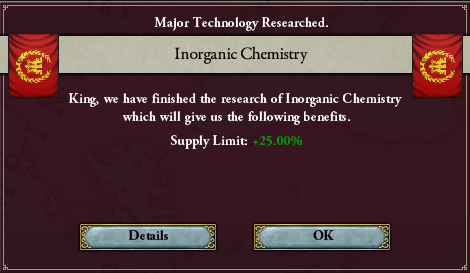 Major Technology Researched.
Inorganic Chemistry
King, we have finished the research of Inorganic Chemistry
which will give us the following benefits.
Supply Limit: +25.00%
Details
OK